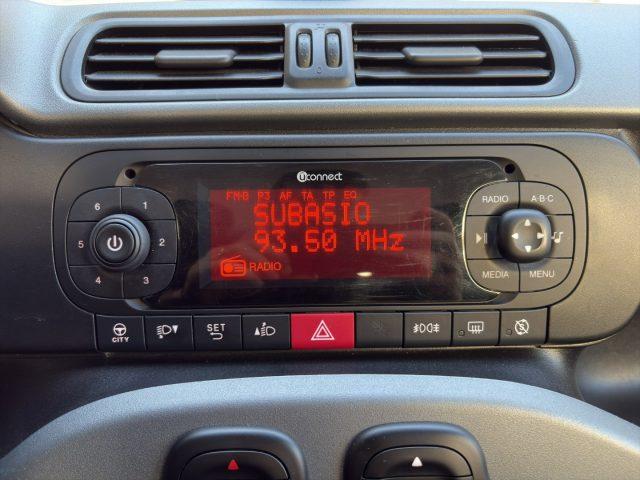 uconnect
FM-B P3 AF TA TP EQ
SUBASIO
93.60 MHz
RADIO
6 1
5 2
4 3
RADIO A·B·C
MEDIA MENU
CITY
SET